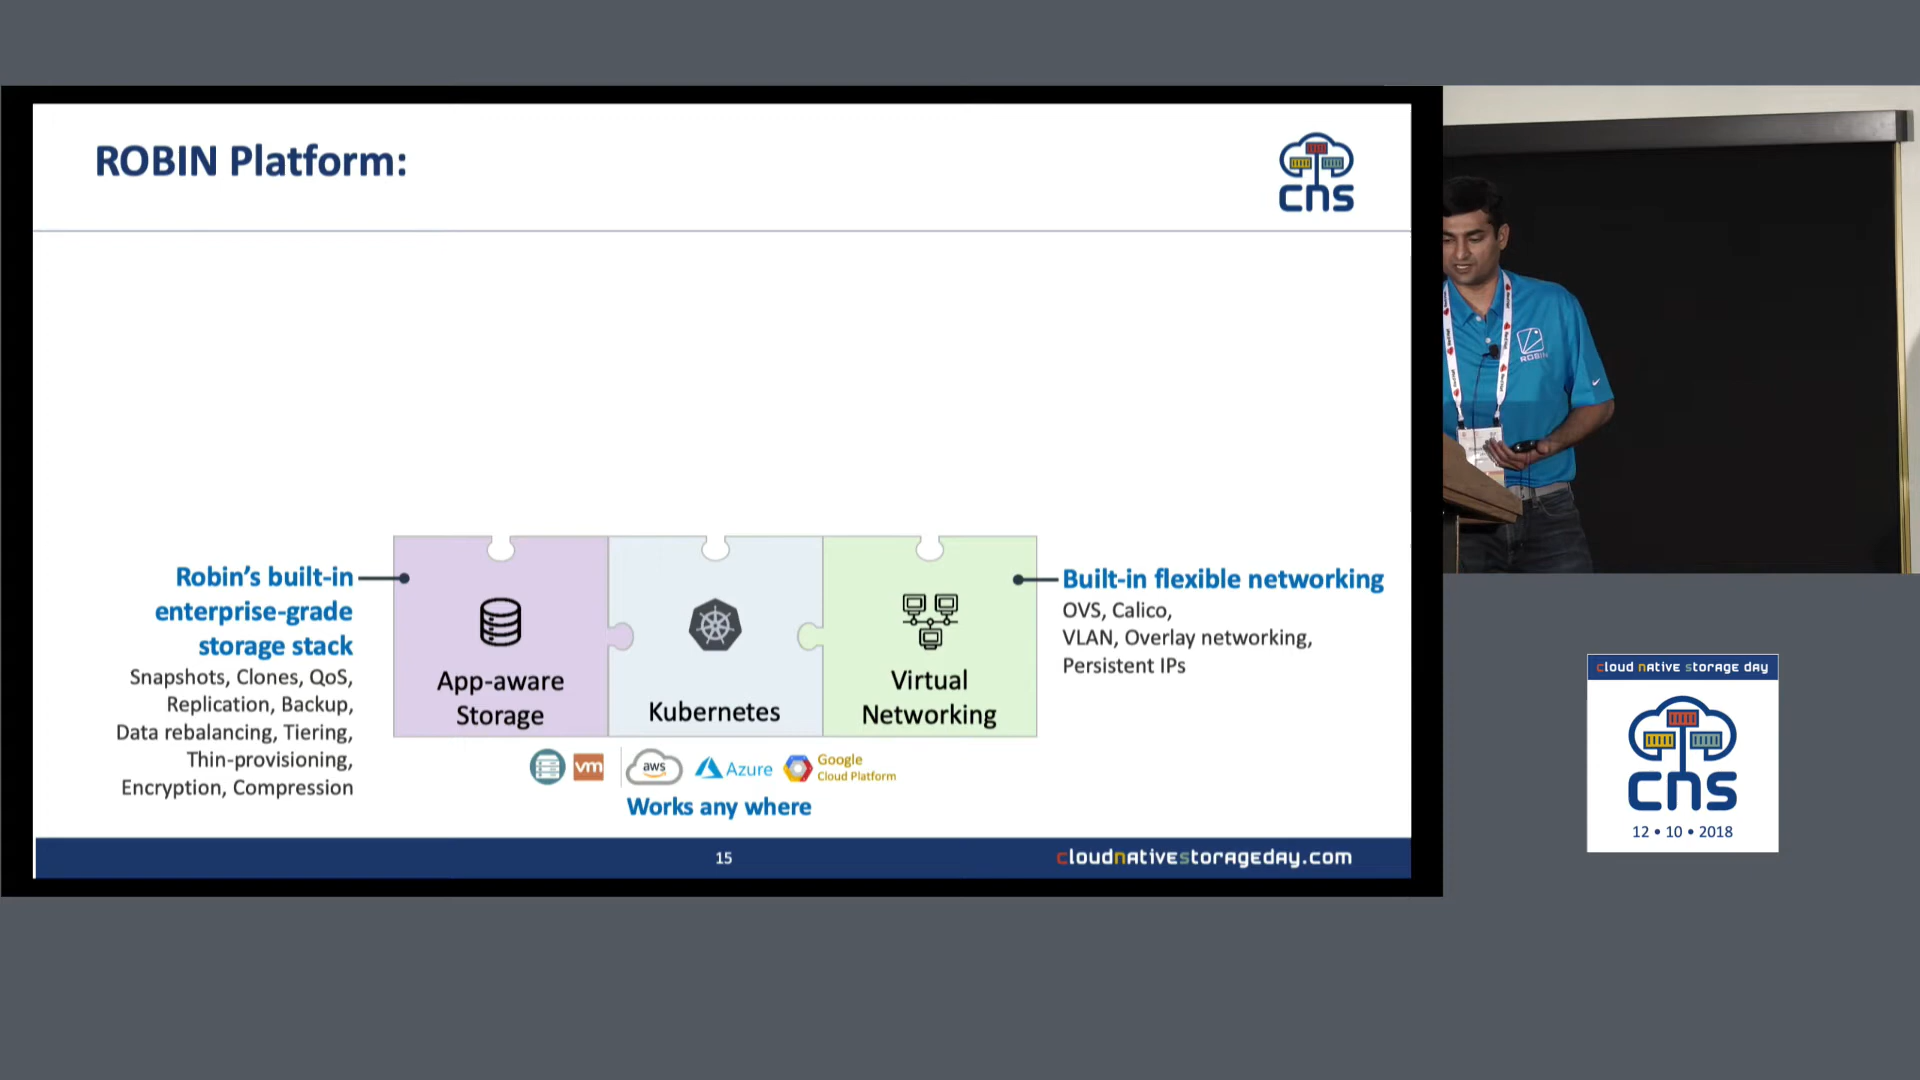 ROBIN Platform:
cns
Robin's built-in
enterprise-grade
storage stack
Snapshots, Clones, QoS,
Replication, Backup,
Data rebalancing, Tiering,
Thin-provisioning,
Encryption, Compression
App-aware
Storage
Kubernetes
Virtual
Networking
Built-in flexible networking
OVS, Calico,
VLAN, Overlay networking,
Persistent IPs
vm
aws
Azure
Google
Cloud Platform
Works any where
15
cloudnativestorageday.com
ROBIN
cloud native storage day
cns
12 • 10 • 2018